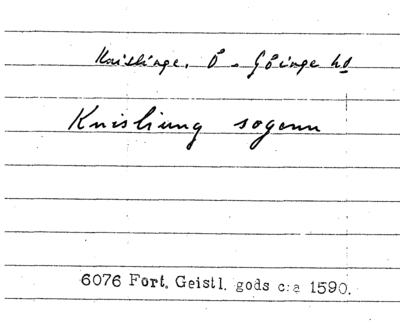 Knislinge, Ö. Göinge hd
Knisliung sogenn
6076 Fort. Geistl. gods c:a 1590.